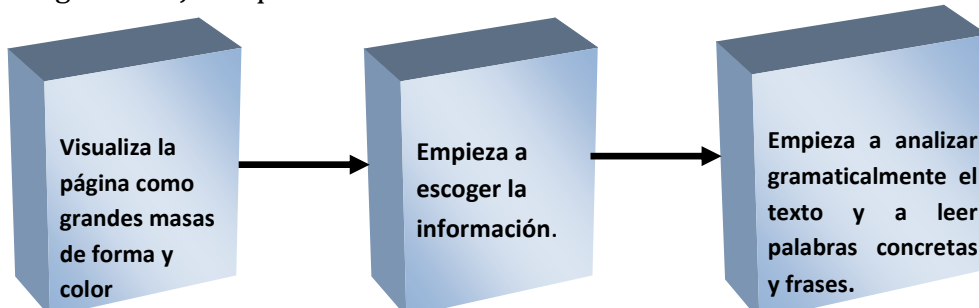 Visualiza la
página como
grandes masas
de forma y
color
Empieza a
escoger la
información.
Empieza a analizar
gramaticalmente el
texto y a leer
palabras concretas
y frases.